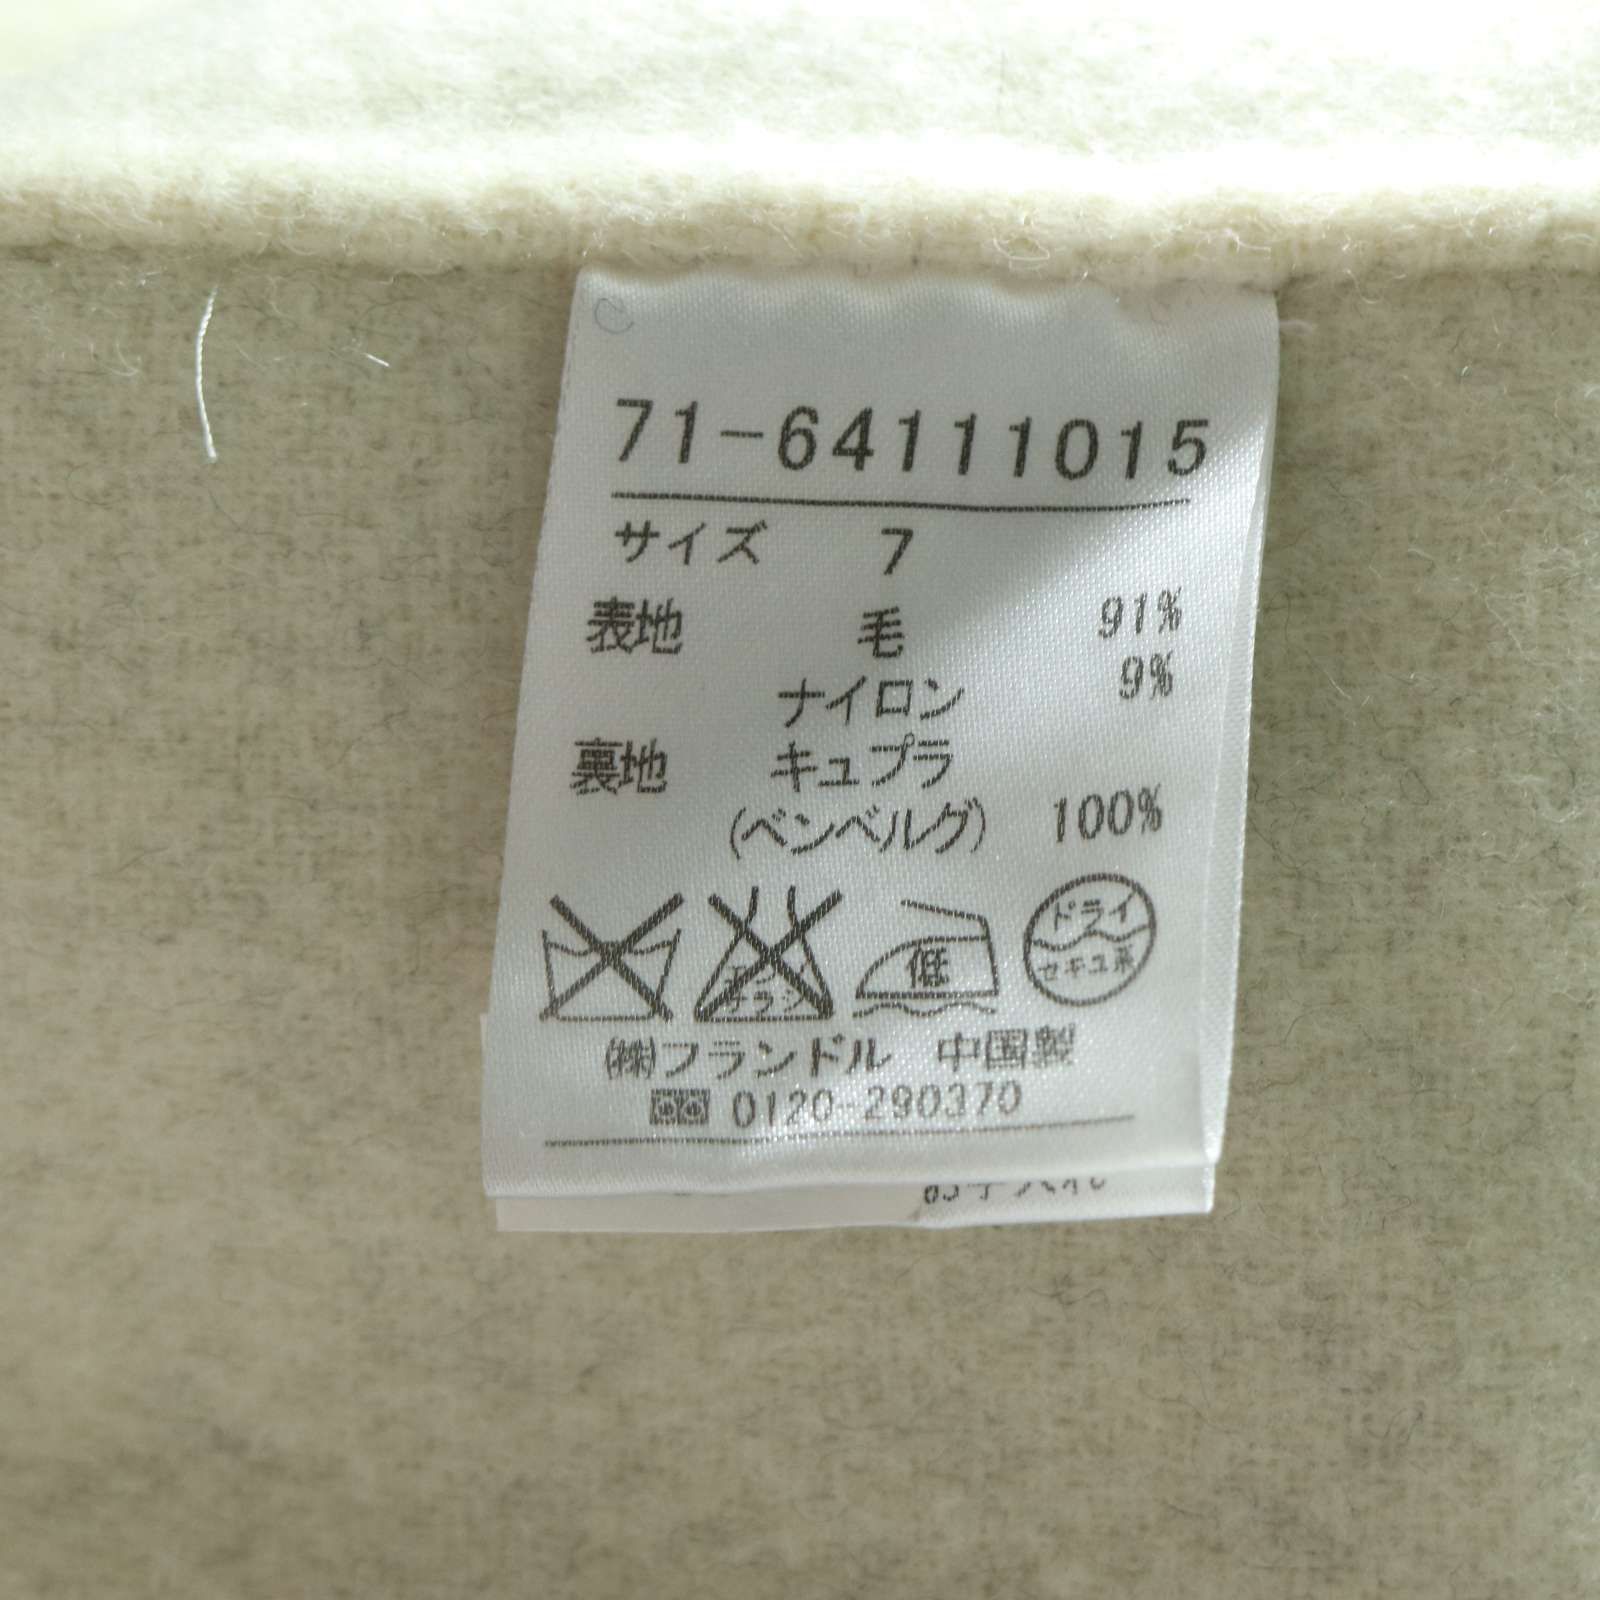 71-64111015
サイズ 7
表地 毛 91%
ナイロン 9%
裏地 キュプラ
(ベンベルグ) 100%
低
ドライ
セキユ系
㈱フランドル 中国製
0120-290370